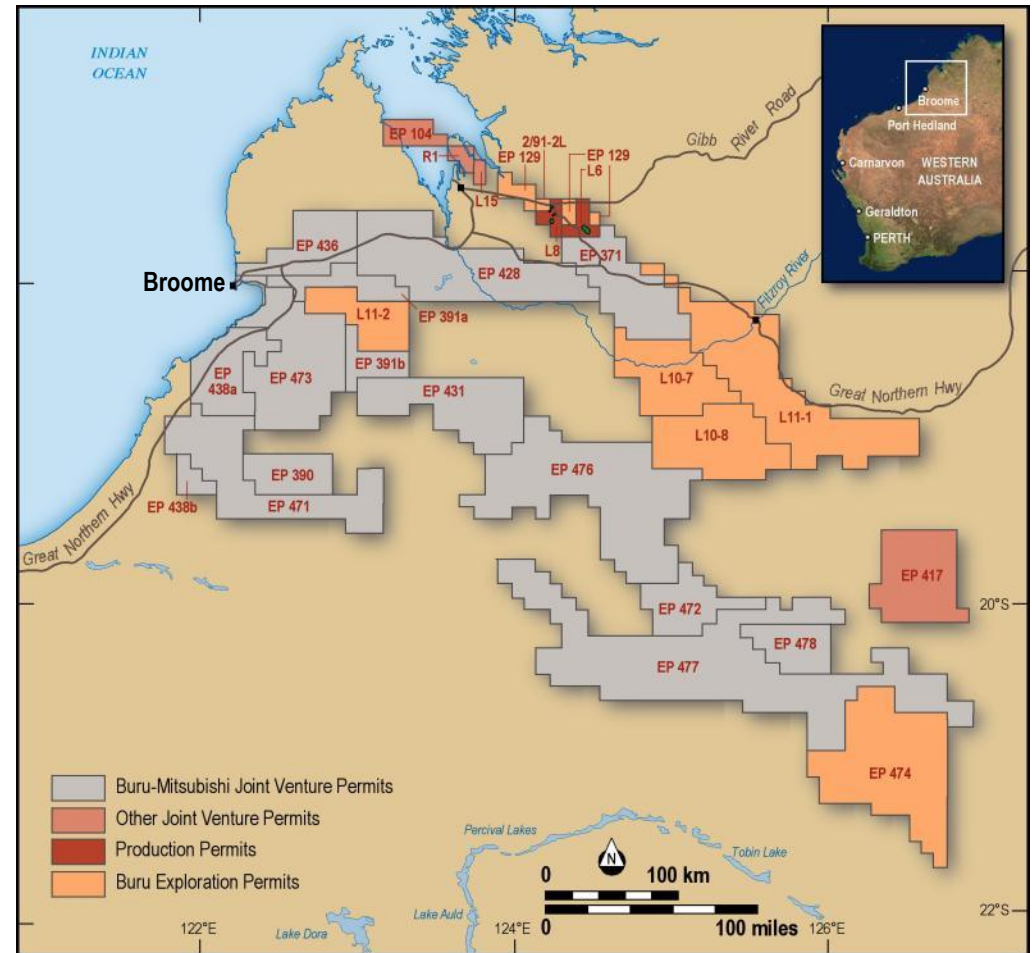 INDIAN
OCEAN
Broome
Port Hedland
Carnarvon
WESTERN
AUSTRALIA
Geraldton
PERTH
Gibb River Road
EP 104
R1
2/91-2L
EP 129
EP 129
L6
L15
L8
EP 371
EP 436
EP 428
Broome
Fitzroy River
L11-2
EP 391a
EP
438a
EP 473
EP 391b
EP 431
L10-7
L11-1
Great Northern Hwy
L10-8
EP 390
EP 476
EP 438b
EP 471
Great Northern Hwy
EP 417
20°S
EP 472
EP 478
EP 477
EP 474
Buru-Mitsubishi Joint Venture Permits
Other Joint Venture Permits
Production Permits
Buru Exploration Permits
Percival Lakes
Tobin Lake
N
0 100 km
0 100 miles
Lake Auld
Lake Dora
122°E
124°E
126°E
22°S